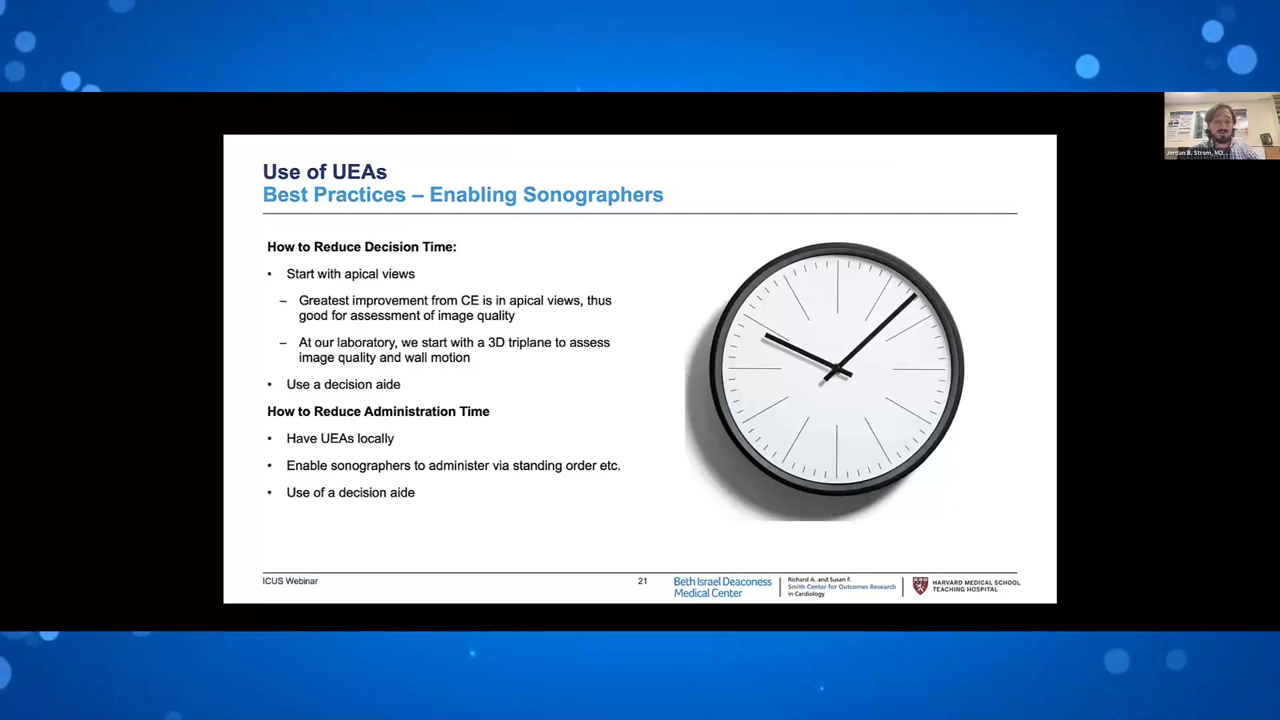 Jordan B. Strom, MD...
Use of UEAs
Best Practices – Enabling Sonographers
How to Reduce Decision Time:
• Start with apical views
– Greatest improvement from CE is in apical views, thus
good for assessment of image quality
– At our laboratory, we start with a 3D triplane to assess
image quality and wall motion
• Use a decision aide
How to Reduce Administration Time
• Have UEAs locally
• Enable sonographers to administer via standing order etc.
• Use of a decision aide
ICUS Webinar
21
Beth Israel Deaconess
Medical Center
Richard A. and Susan F.
Smith Center for Outcomes Research
in Cardiology
HARVARD MEDICAL SCHOOL
TEACHING HOSPITAL